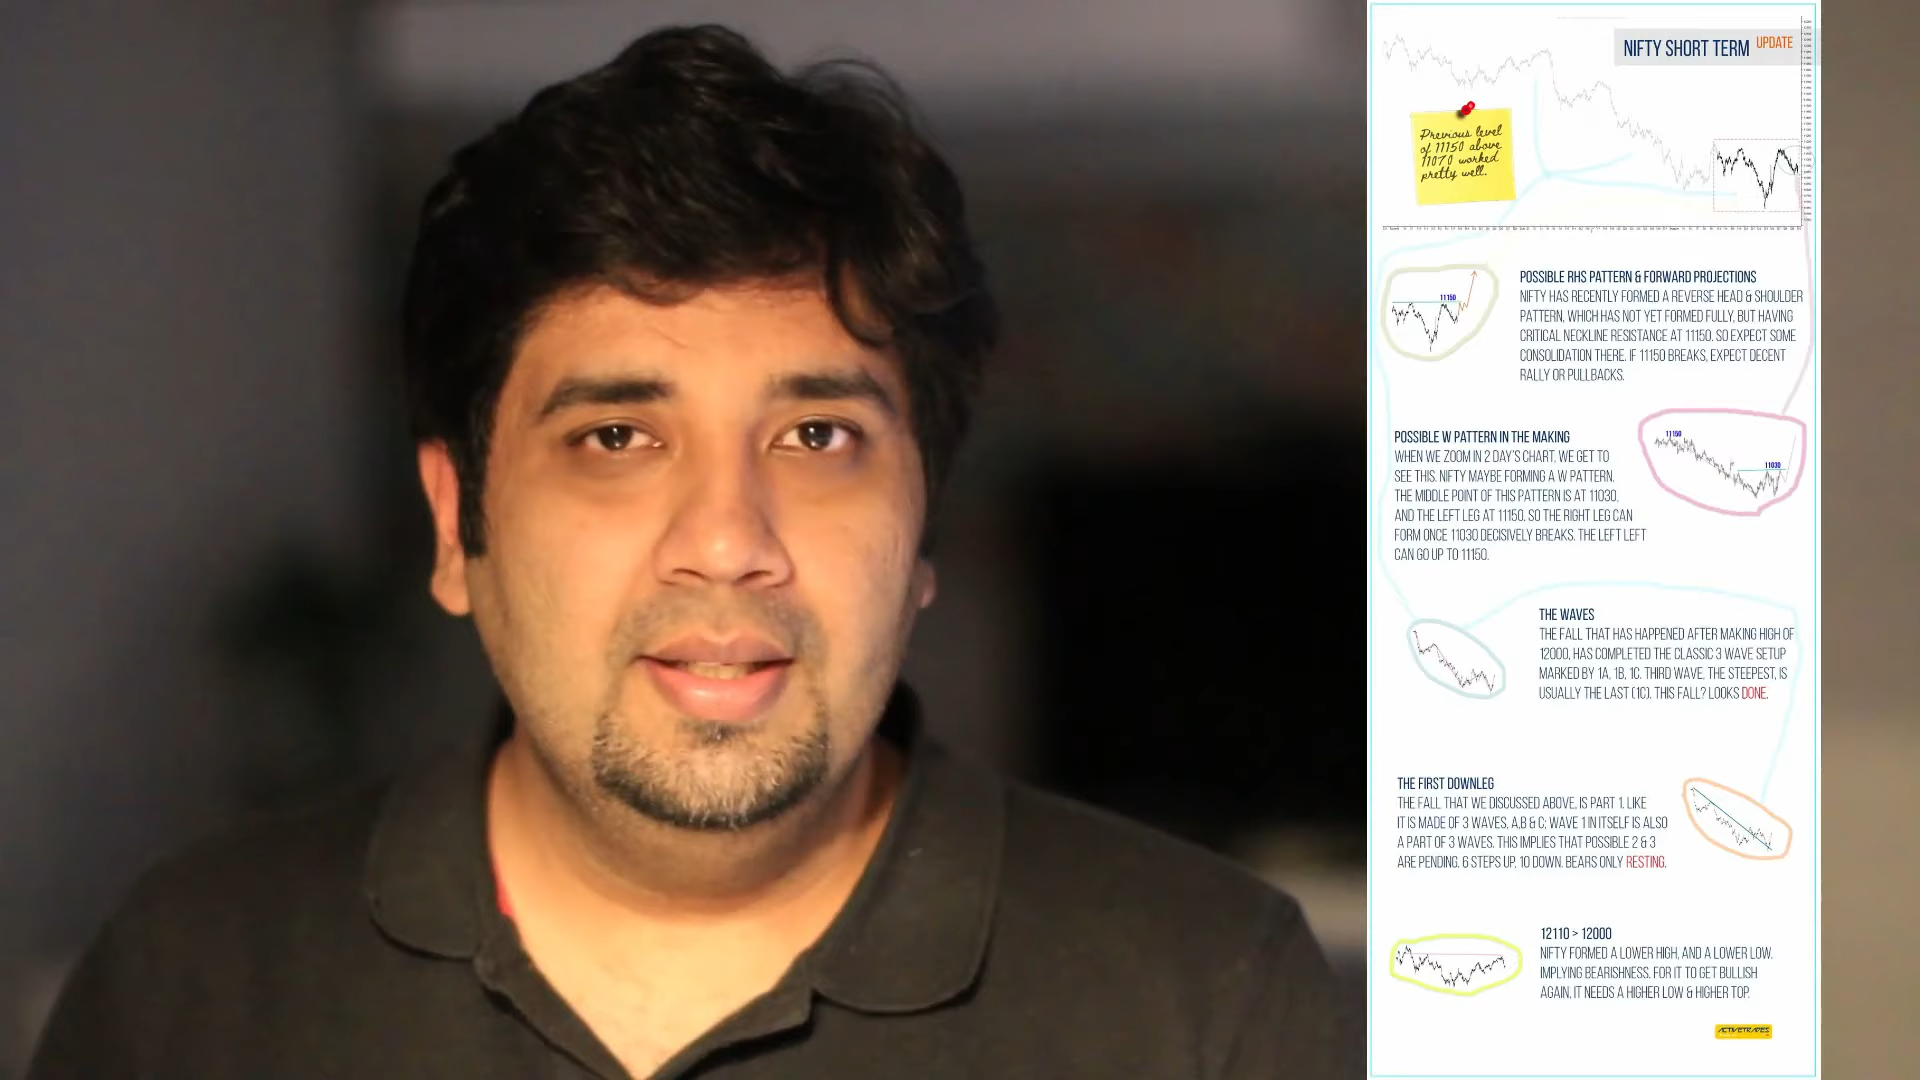 NIFTY SHORT TERM UPDATE
Previous level
of 11150 above
11070 worked
pretty well.
POSSIBLE RHS PATTERN & FORWARD PROJECTIONS
NIFTY HAS RECENTLY FORMED A REVERSE HEAD & SHOULDER
PATTERN, WHICH HAS NOT YET FORMED FULLY, BUT HAVING
CRITICAL NECKLINE RESISTANCE AT 11150. SO EXPECT SOME
CONSOLIDATION THERE. IF 11150 BREAKS, EXPECT DECENT
RALLY OR PULLBACKS.
11150
POSSIBLE W PATTERN IN THE MAKING
WHEN WE ZOOM IN 2 DAY'S CHART, WE GET TO
SEE THIS. NIFTY MAYBE FORMING A W PATTERN.
THE MIDDLE POINT OF THIS PATTERN IS AT 11030,
AND THE LEFT LEG AT 11150. SO THE RIGHT LEG CAN
FORM ONCE 11030 DECISIVELY BREAKS. THE LEFT LEFT
CAN GO UP TO 11150.
11150
11030
THE WAVES
THE FALL THAT HAS HAPPENED AFTER MAKING HIGH OF
12000, HAS COMPLETED THE CLASSIC 3 WAVE SETUP
MARKED BY 1A, 1B, 1C. THIRD WAVE, THE STEEPEST, IS
USUALLY THE LAST (1C). THIS FALL? LOOKS DONE.
THE FIRST DOWNLEG
THE FALL THAT WE DISCUSSED ABOVE, IS PART 1. LIKE
IT IS MADE OF 3 WAVES, A,B & C; WAVE 1 IN ITSELF IS ALSO
A PART OF 3 WAVES. THIS IMPLIES THAT POSSIBLE 2 & 3
ARE PENDING. 6 STEPS UP, 10 DOWN. BEARS ONLY RESTING.
12110 > 12000
NIFTY FORMED A LOWER HIGH, AND A LOWER LOW.
IMPLYING BEARISHNESS. FOR IT TO GET BULLISH
AGAIN, IT NEEDS A HIGHER LOW & HIGHER TOP.
ACTIVETRADES